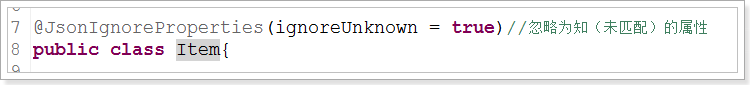 7 @JsonIgnoreProperties(ignoreUnknown = true)//忽略为知（未匹配）的属性
8 public class Item{